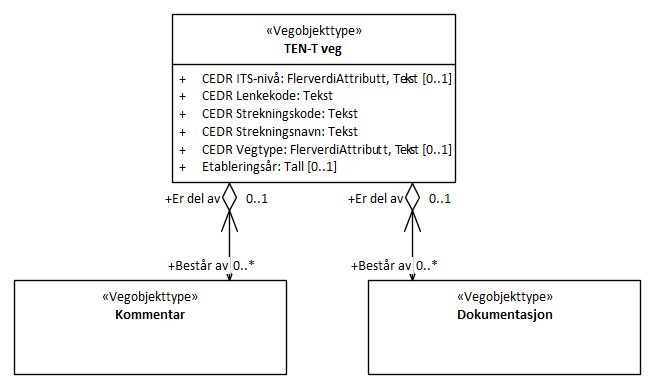 «Vegobjekttype»
TEN-T veg
+ CEDR ITS-nivå: FlerverdiAttributt, Tekst [0..1]
+ CEDR Lenkekode: Tekst
+ CEDR Strekningskode: Tekst
+ CEDR Strekningsnavn: Tekst
+ CEDR Vegtype: FlerverdiAttributt, Tekst [0..1]
+ Etableringsår: Tall [0..1]
+Er del av 0..1 +Er del av 0..1
+Består av 0..* +Består av 0..*
«Vegobjekttype»
Kommentar
«Vegobjekttype»
Dokumentasjon